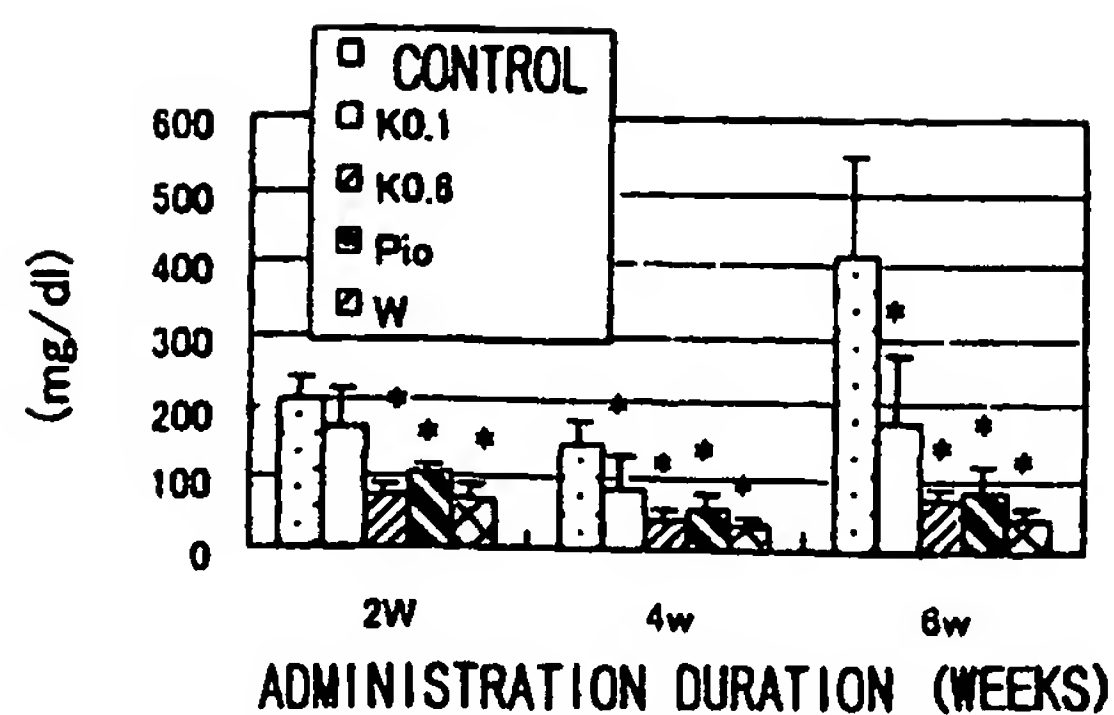 CONTROL
K0.1
K0.6
Pio
W
600
500
400
300
200
100
0
(mg/dl)
* * * * * * * * * * *
2W 4w 6w
ADMINISTRATION DURATION (WEEKS)